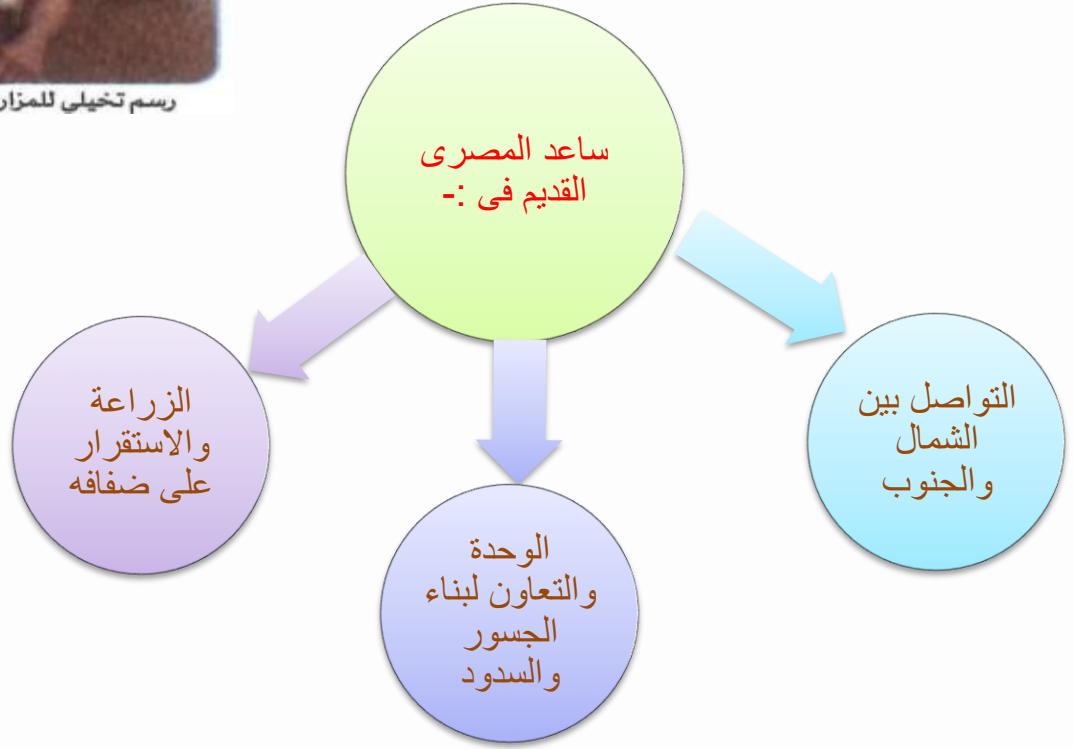 رسم تخيلي للمزار
ساعد المصرى
القديم فى :-
التواصل بين
الشمال
والجنوب
الوحدة
والتعاون لبناء
الجسور
والسدود
الزراعة
والاستقرار
على ضفافه